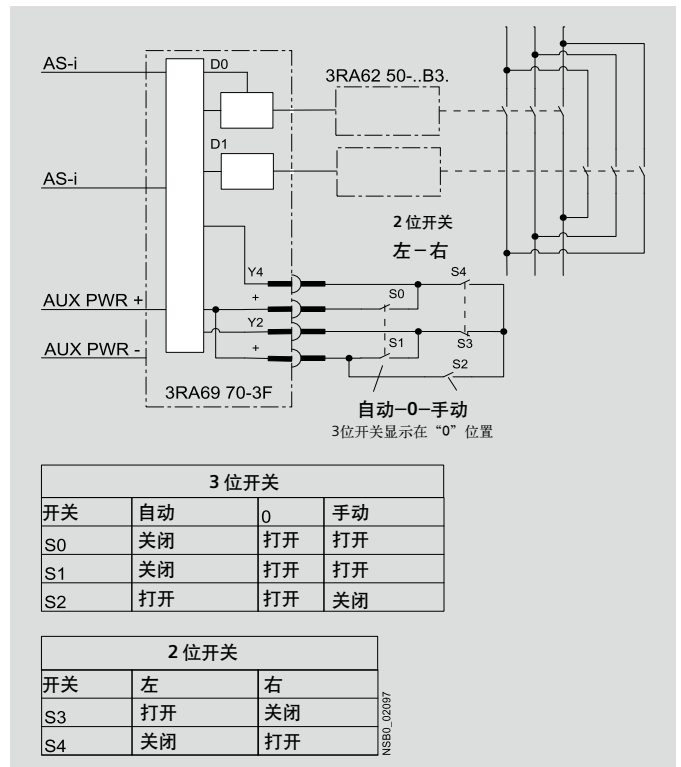 AS-i
D0
3RA62 50-..B3.
D1
AS-i
2 位开关
左－右
Y4
S4
+
S0
AUX PWR +
Y2
S1
S3
AUX PWR -
+
S2
3RA69 70-3F
自动–0–手动
3位开关显示在“0”位置
3 位开关
开关 自动 0 手动
S0 关闭 打开 打开
S1 关闭 打开 打开
S2 打开 打开 关闭
2 位开关
开关 左 右
S3 打开 关闭
S4 关闭 打开
NSB0_02097